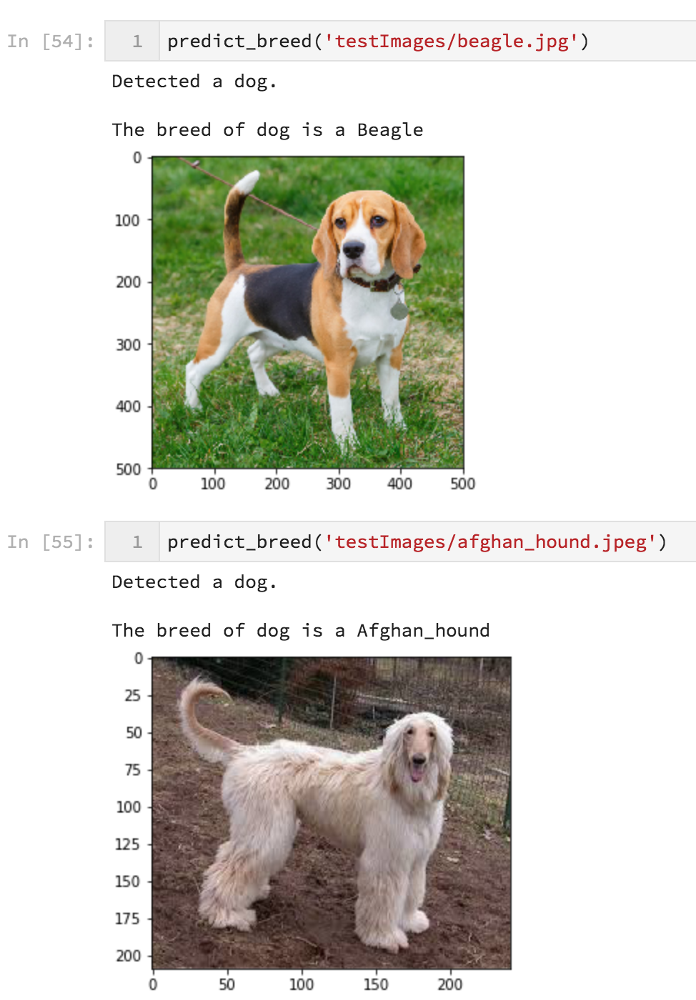 In [54]: 1 predict_breed('testImages/beagle.jpg')
Detected a dog.
The breed of dog is a Beagle
0
100
200
300
400
500
0 100 200 300 400 500
In [55]: 1 predict_breed('testImages/afghan_hound.jpeg')
Detected a dog.
The breed of dog is a Afghan_hound
0
25
50
75
100
125
150
175
200
0 50 100 150 200